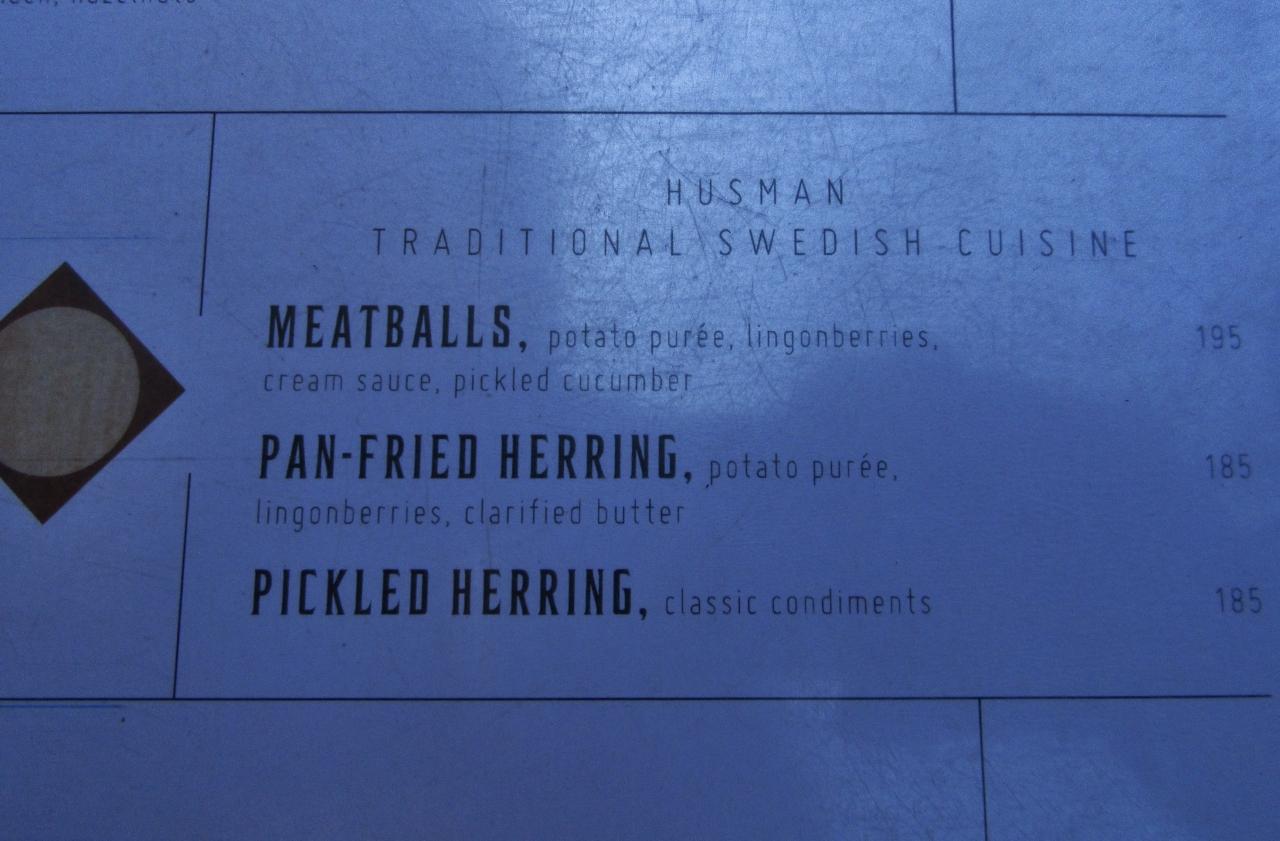 hazelnuts
HUSMAN
TRADITIONAL SWEDISH CUISINE
MEATBALLS, potato purée, lingonberries, 195
cream sauce, pickled cucumber
PAN-FRIED HERRING, potato purée, 185
lingonberries, clarified butter
PICKLED HERRING, classic condiments 185